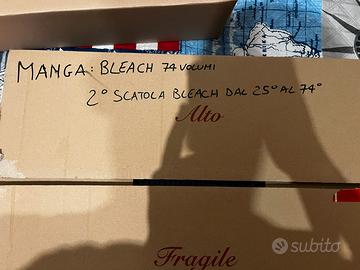 MANGA: BLEACH 74 VOLUMI
2° SCATOLA BLEACH DAL 25° AL 74°
Alto
Fragile
subito